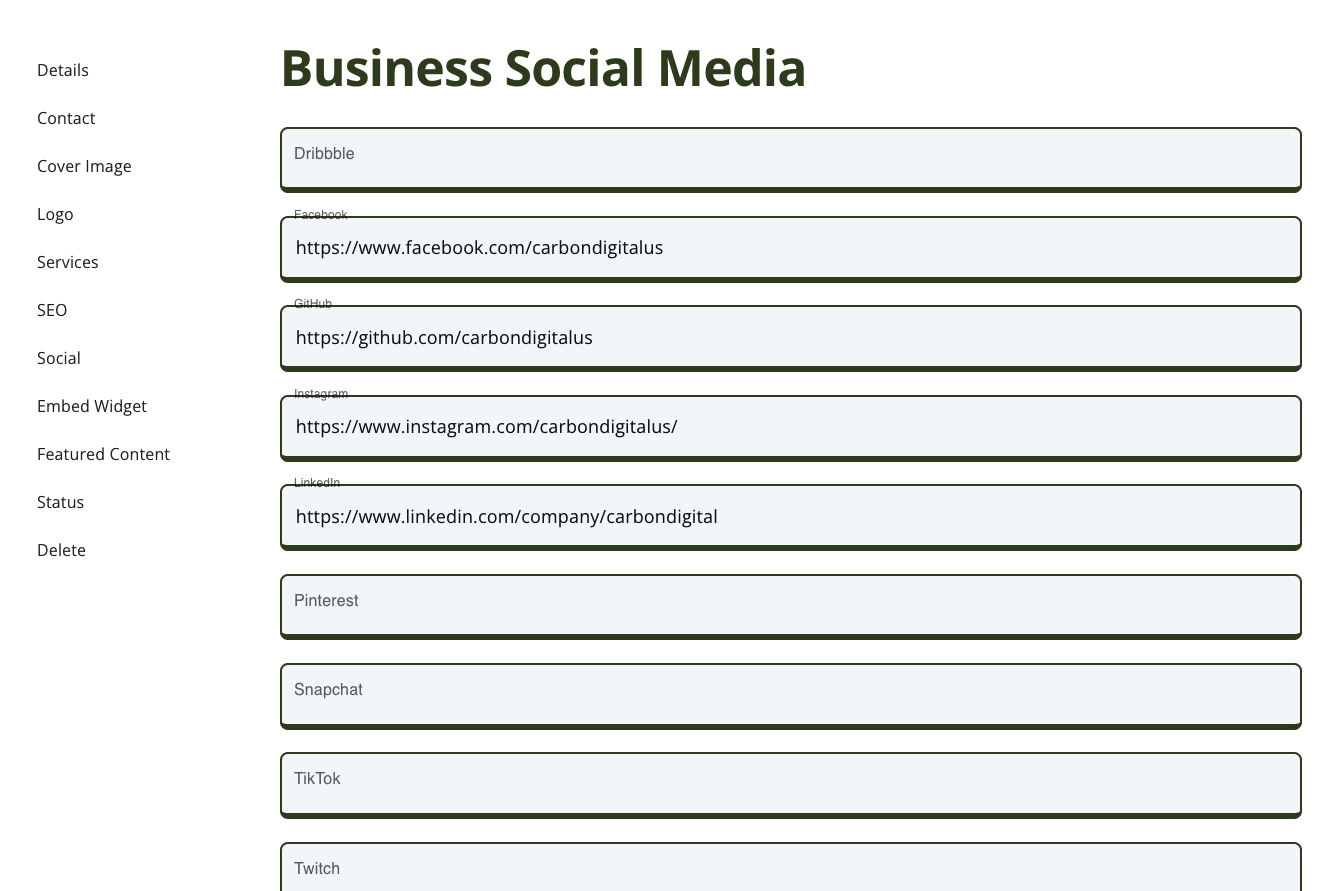 Details
Contact
Cover Image
Logo
Services
SEO
Social
Embed Widget
Featured Content
Status
Delete
Business Social Media
Dribbble
Facebook
https://www.facebook.com/carbondigitalus
GitHub
https://github.com/carbondigitalus
Instagram
https://www.instagram.com/carbondigitalus/
LinkedIn
https://www.linkedin.com/company/carbondigital
Pinterest
Snapchat
TikTok
Twitch